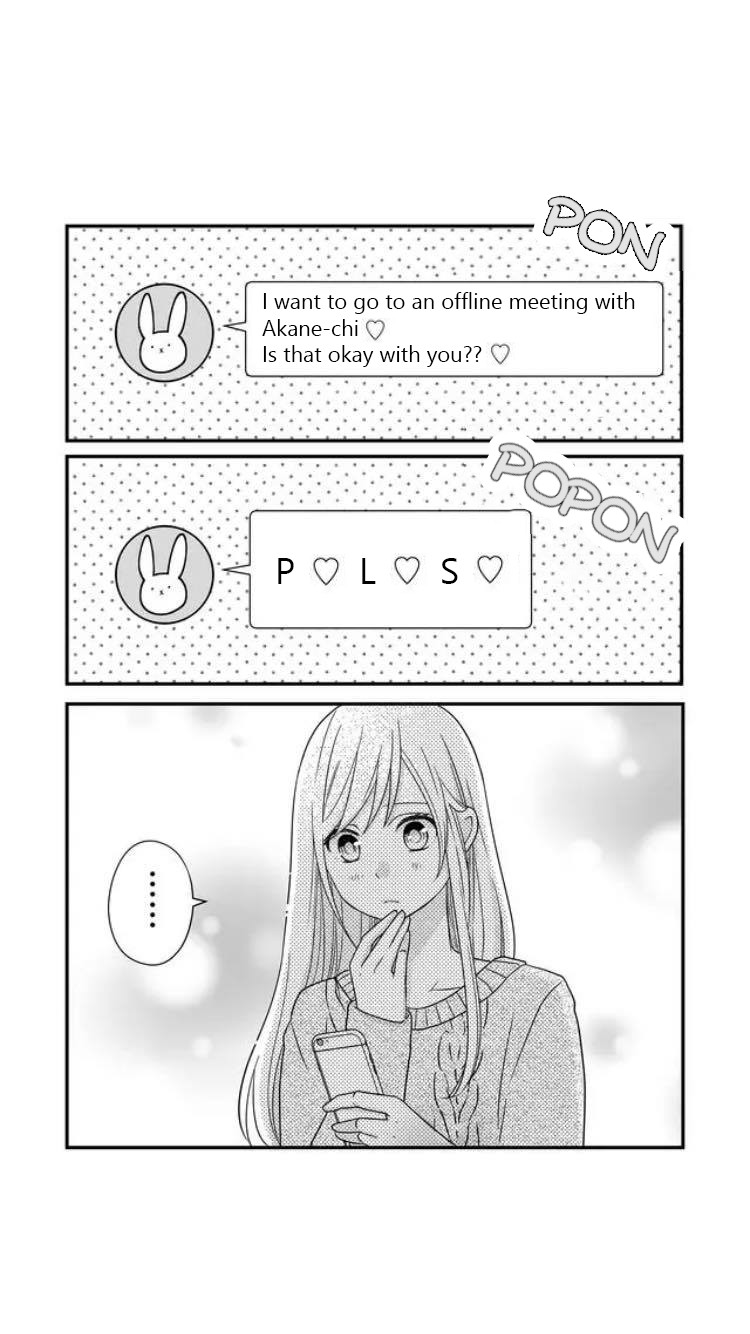 PON
I want to go to an offline meeting with
Akane-chi ♡
Is that okay with you?? ♡
POPON
P ♡ L ♡ S ♡
......